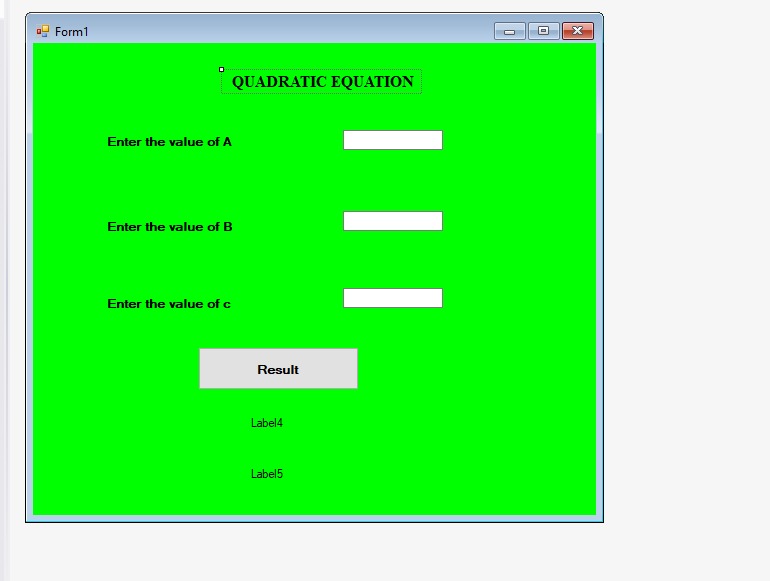 Form1
QUADRATIC EQUATION
Enter the value of A
Enter the value of B
Enter the value of c
Result
Label4
Label5